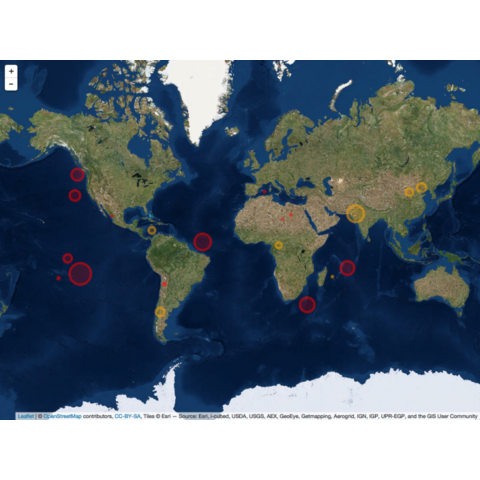 +
−
Leaflet | © OpenStreetMap contributors, CC-BY-SA, Tiles © Esri — Source: Esri, i-cubed, USDA, USGS, AEX, GeoEye, Getmapping, Aerogrid, IGN, IGP, UPR-EGP, and the GIS User Community